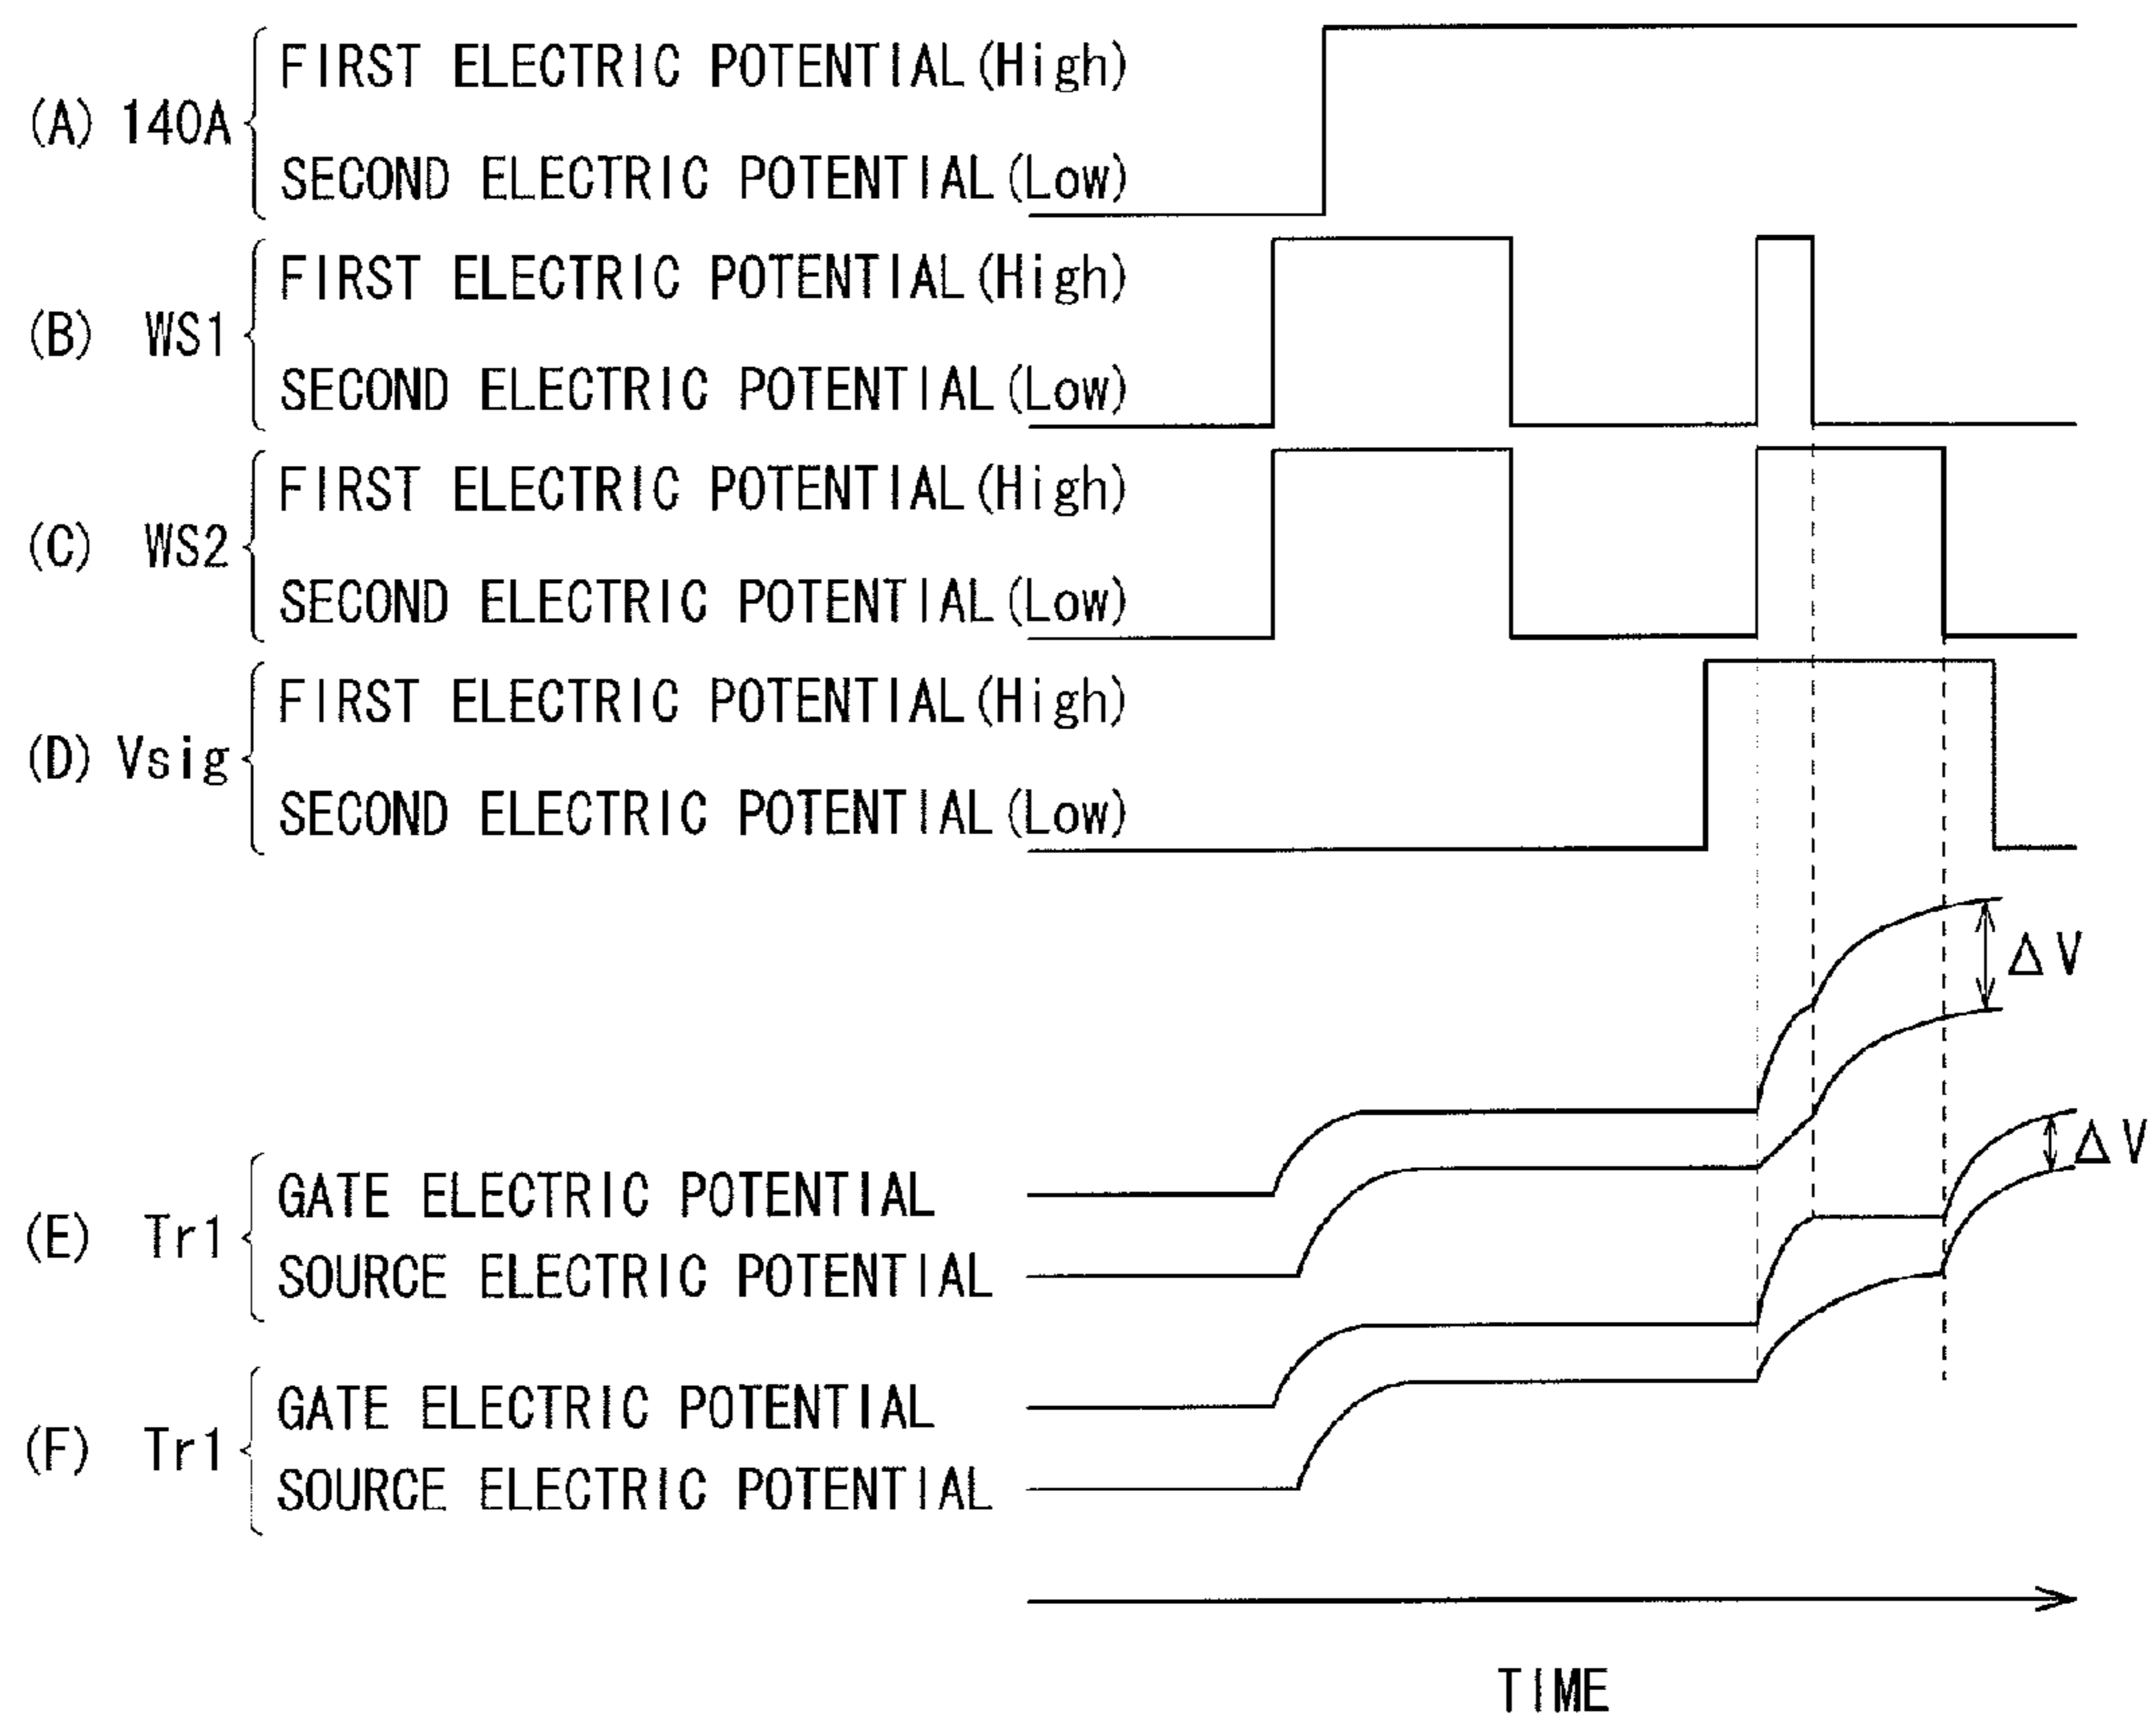 FIRST ELECTRIC POTENTIAL(High)
(A) 140A
SECOND ELECTRIC POTENTIAL(Low)
FIRST ELECTRIC POTENTIAL(High)
(B) WS1
SECOND ELECTRIC POTENTIAL(Low)
FIRST ELECTRIC POTENTIAL(High)
(C) WS2
SECOND ELECTRIC POTENTIAL(Low)
FIRST ELECTRIC POTENTIAL(High)
(D) Vsig
SECOND ELECTRIC POTENTIAL(Low)
ΔV
ΔV
GATE ELECTRIC POTENTIAL
(E) Tr1
SOURCE ELECTRIC POTENTIAL
GATE ELECTRIC POTENTIAL
(F) Tr1
SOURCE ELECTRIC POTENTIAL
TIME